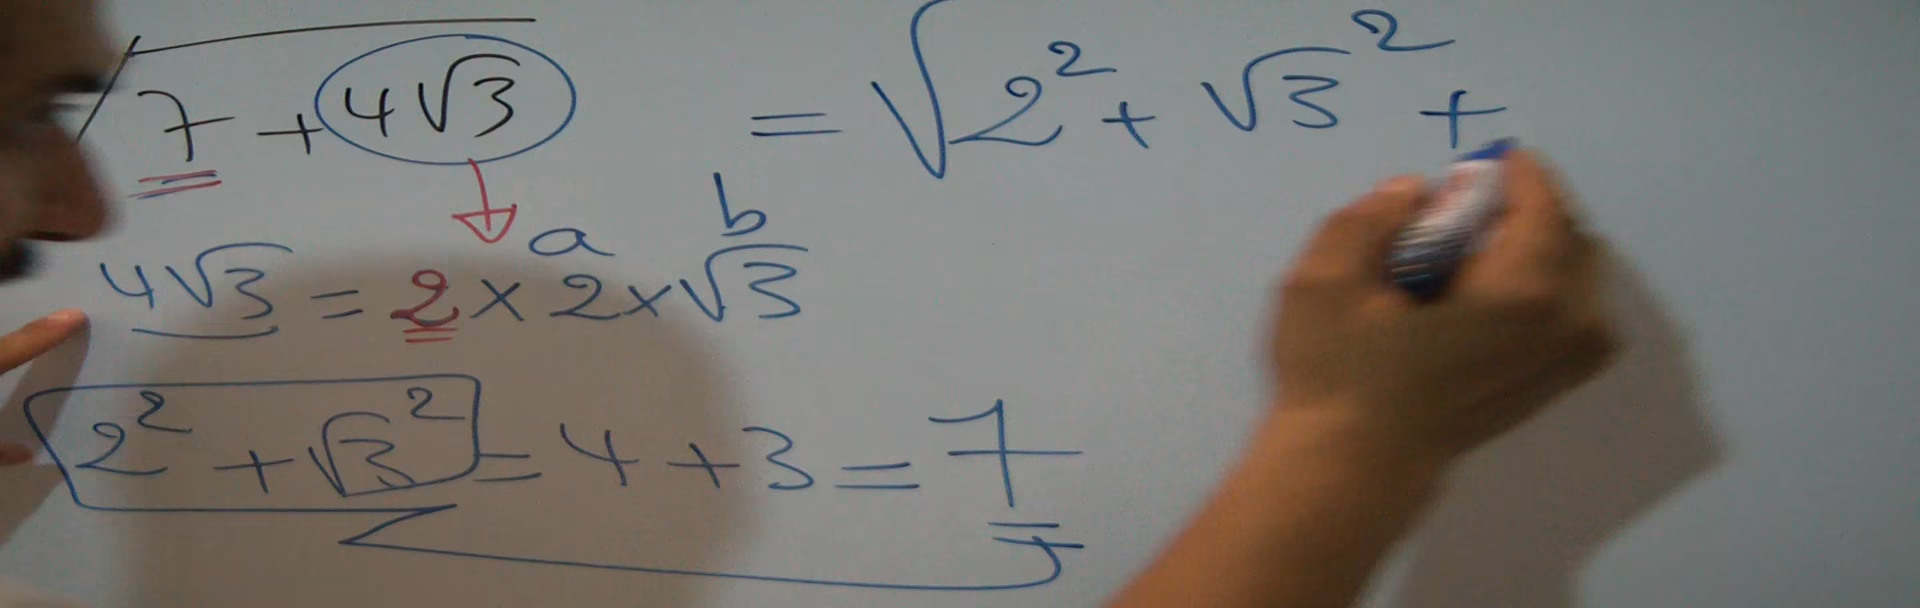 √7 + 4√3 = √2² + √3² +
a b
4√3 = 2 × 2 × √3
2² + √3² = 4 + 3 = 7